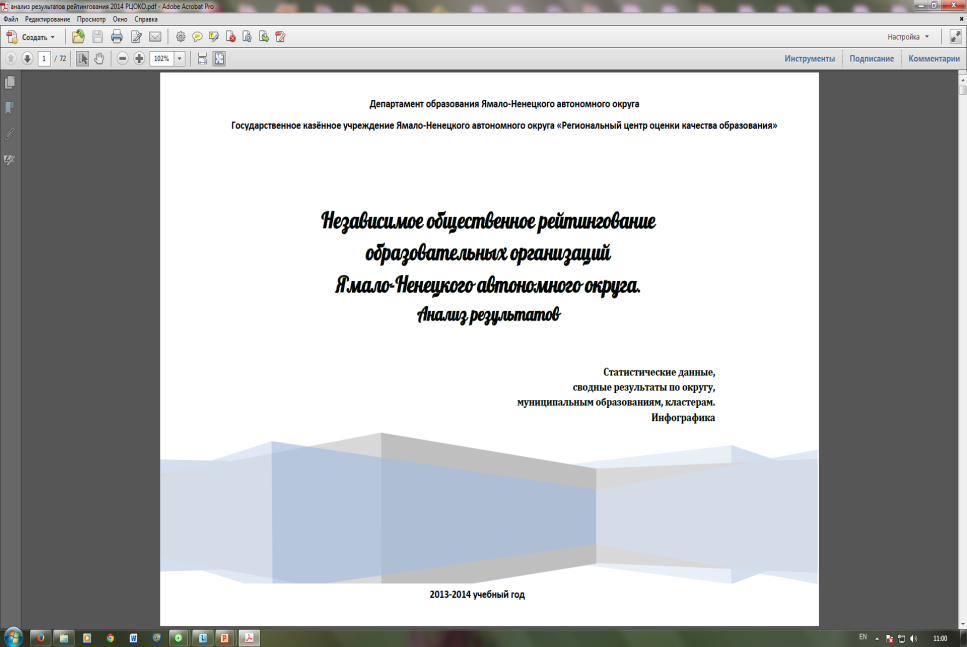 анализ результатов рейтингования 2014 РЦОКО.pdf - Adobe Acrobat Pro
Файл Редактирование Просмотр Окно Справка
Создать Настройка
1 / 72 102% Инструменты Подписание Комментарии
Департамент образования Ямало-Ненецкого автономного округа
Государственное казённое учреждение Ямало-Ненецкого автономного округа «Региональный центр оценки качества образования»
Независимое общественное рейтингование
образовательных организаций
Ямало-Ненецкого автономного округа.
Анализ результатов
Статистические данные,
сводные результаты по округу,
муниципальным образованиям, кластерам.
Инфографика
2013-2014 учебный год
EN 11:00